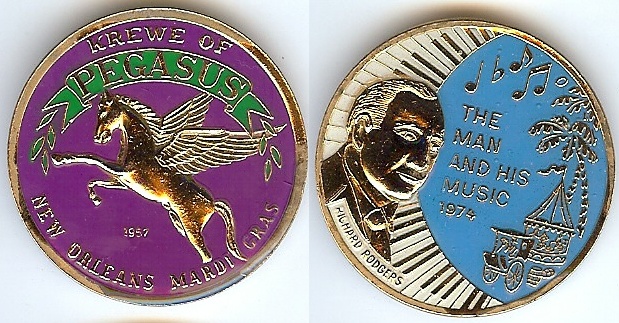 KREWE OF
PEGASUS
1957
NEW ORLEANS MARDI GRAS
THE
MAN
AND HIS
MUSIC
1974
RICHARD RODGERS